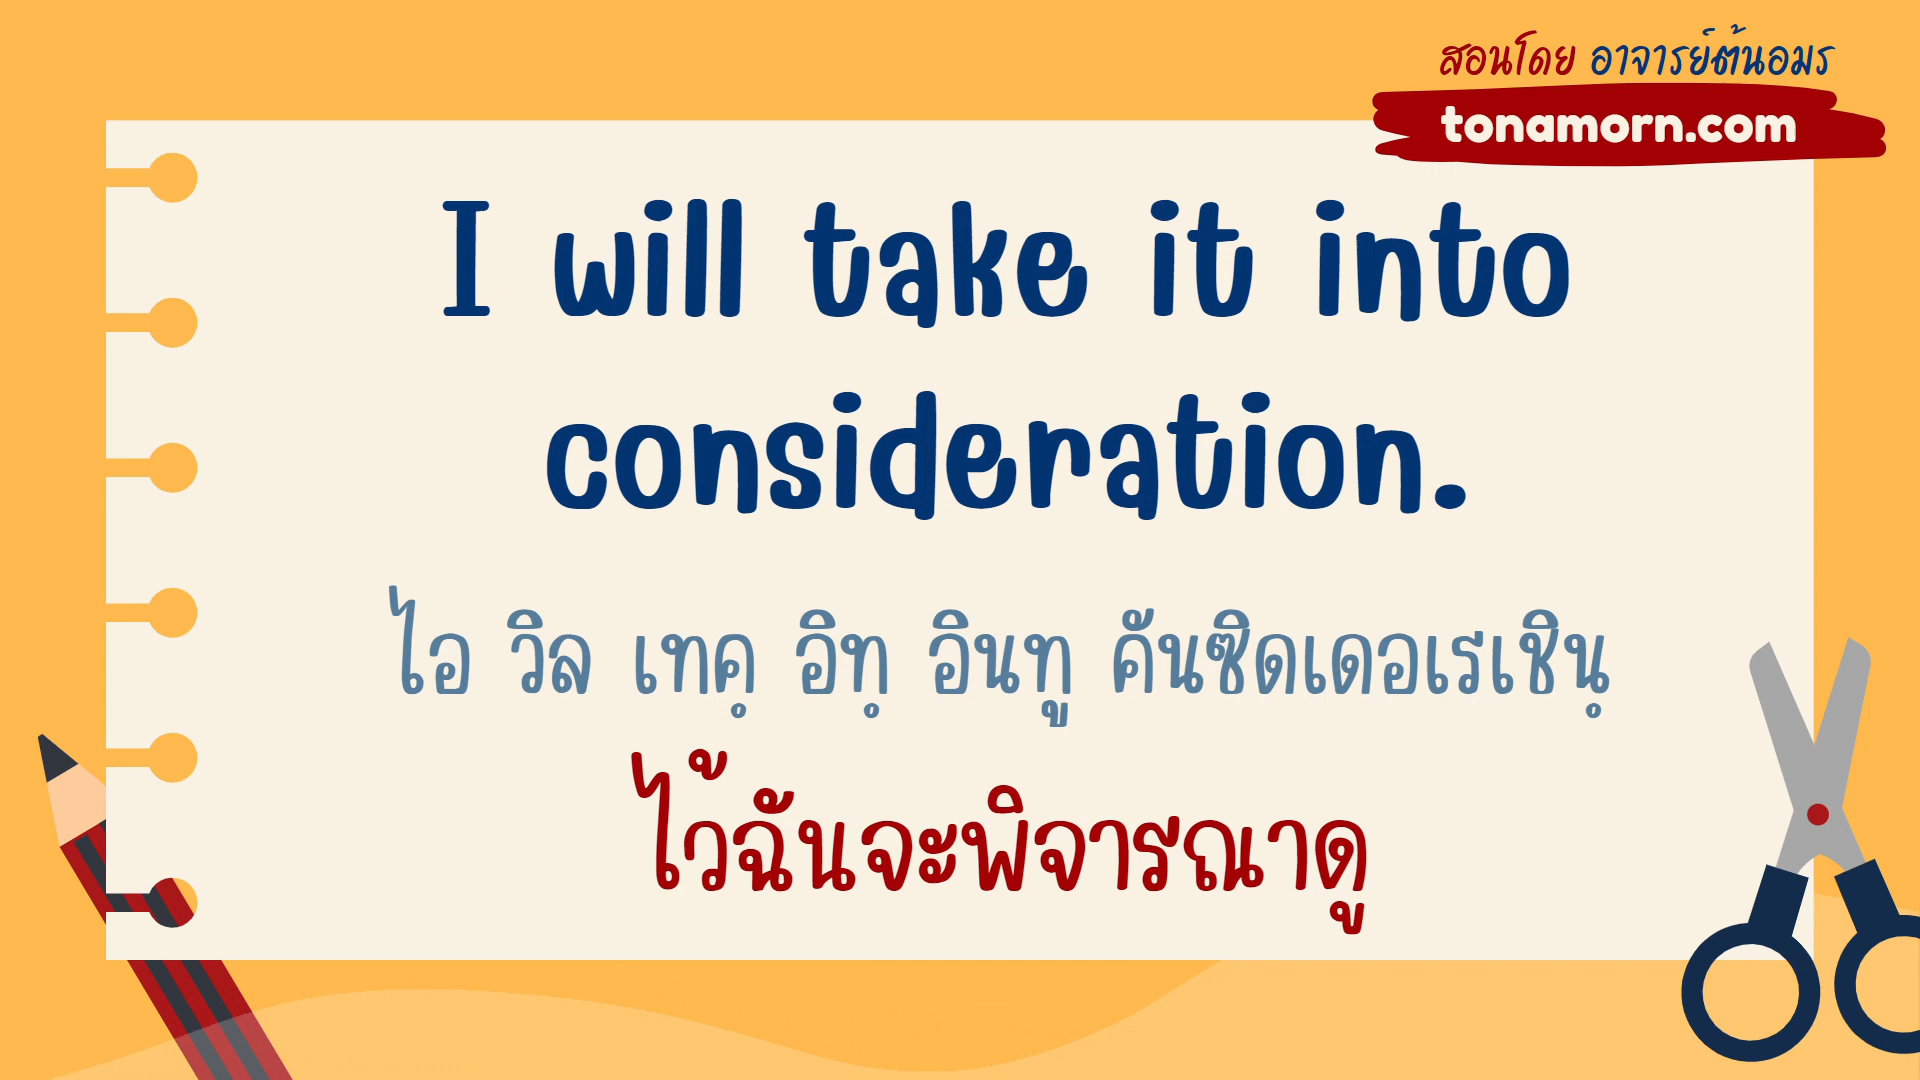 สอนโดย อาจารย์ต้นอมร
tonamorn.com
I will take it into
consideration.
ไอ วิล เทคฺ อิทฺ อินทู คันซิดเดอเรเชินฺ
ไว้ฉันจะพิจารณาดู